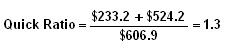 Quick Ratio = $233.2 + $524.2 / $606.9 = 1.3